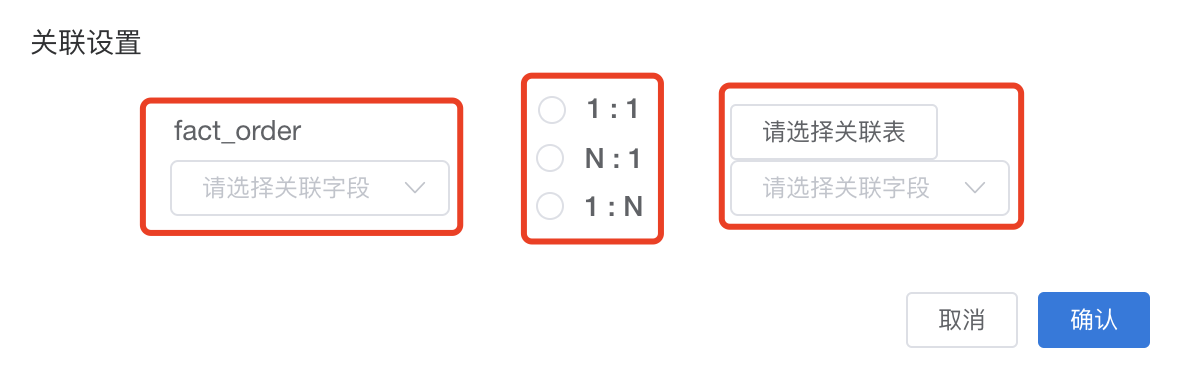 关联设置
fact_order
请选择关联字段
1 : 1
N : 1
1 : N
请选择关联表
请选择关联字段
取消
确认